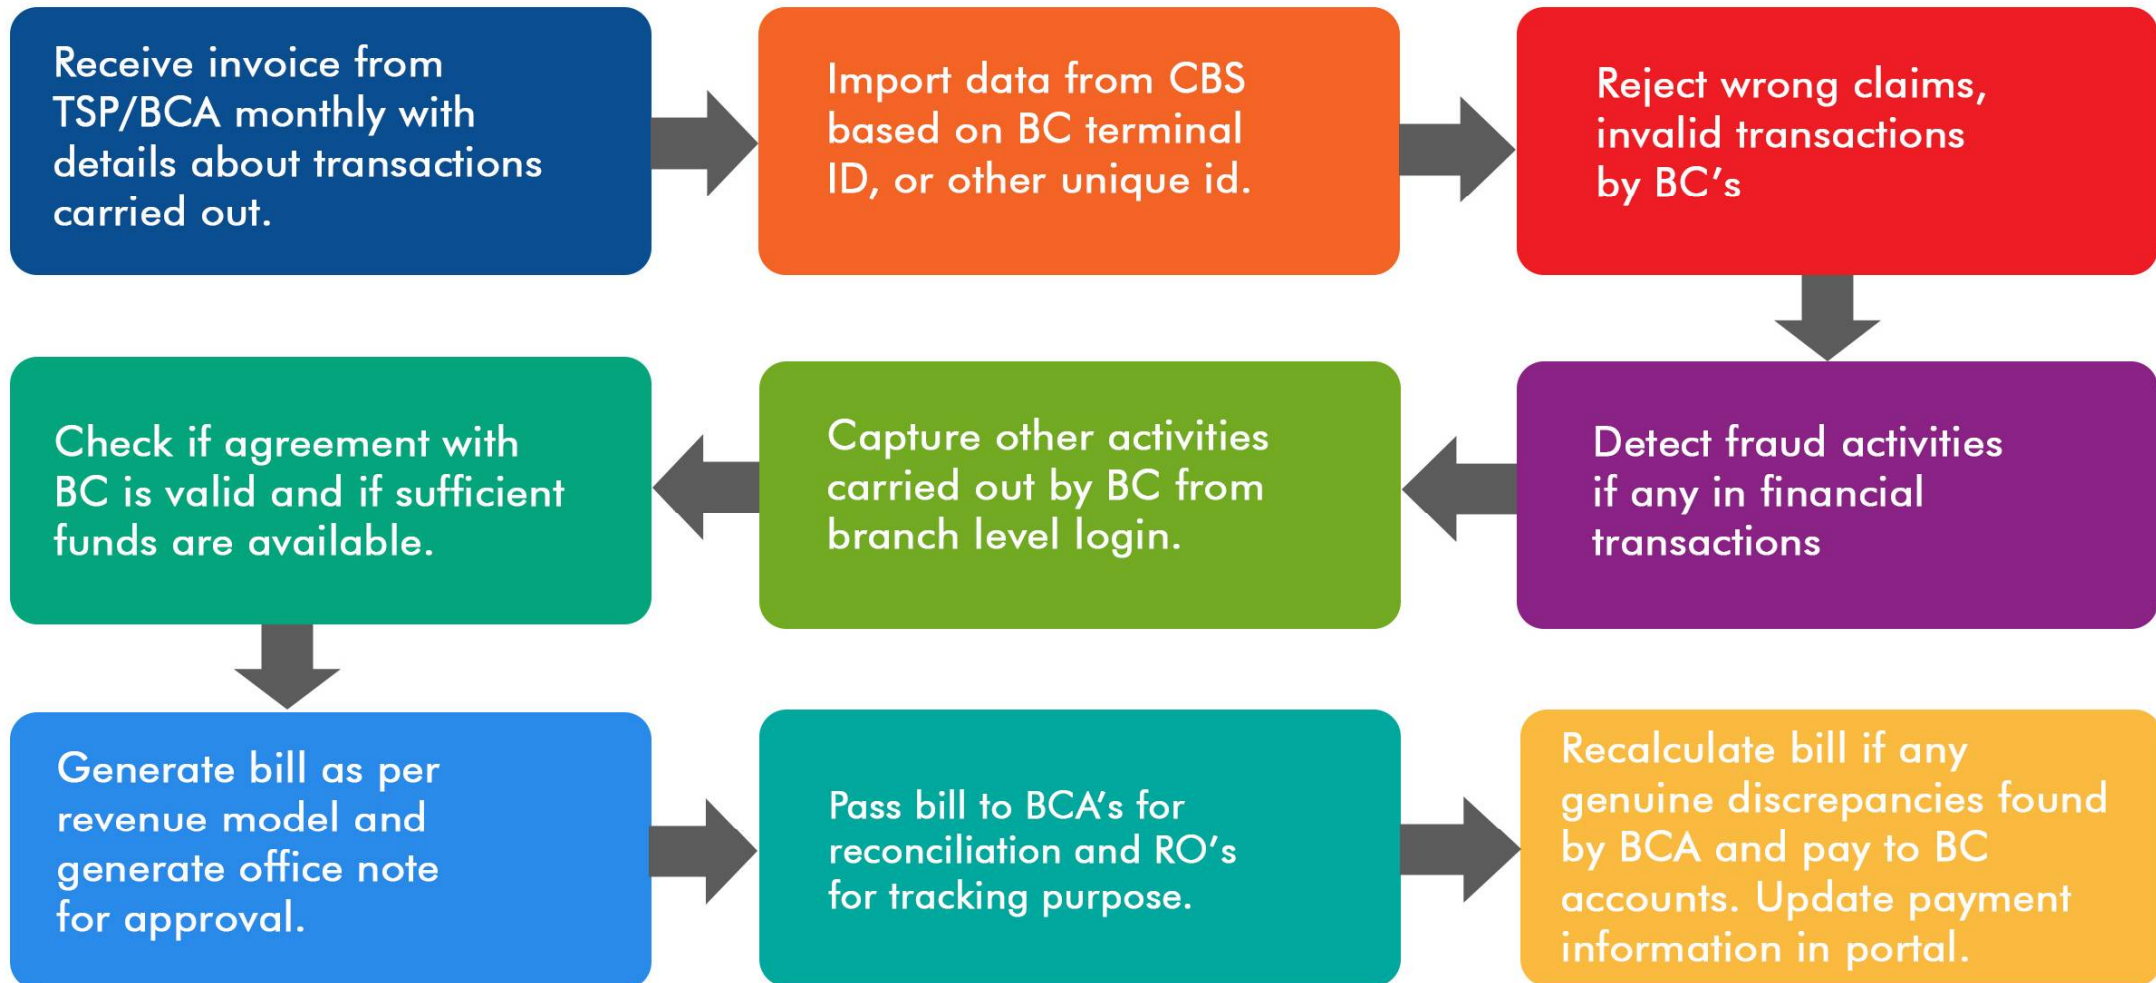 Receive invoice from
TSP/BCA monthly with
details about transactions
carried out.
Import data from CBS
based on BC terminal
ID, or other unique id.
Reject wrong claims,
invalid transactions
by BC's
Detect fraud activities
if any in financial
transactions
Capture other activities
carried out by BC from
branch level login.
Check if agreement with
BC is valid and if sufficient
funds are available.
Generate bill as per
revenue model and
generate office note
for approval.
Pass bill to BCA's for
reconciliation and RO's
for tracking purpose.
Recalculate bill if any
genuine discrepancies found
by BCA and pay to BC
accounts. Update payment
information in portal.